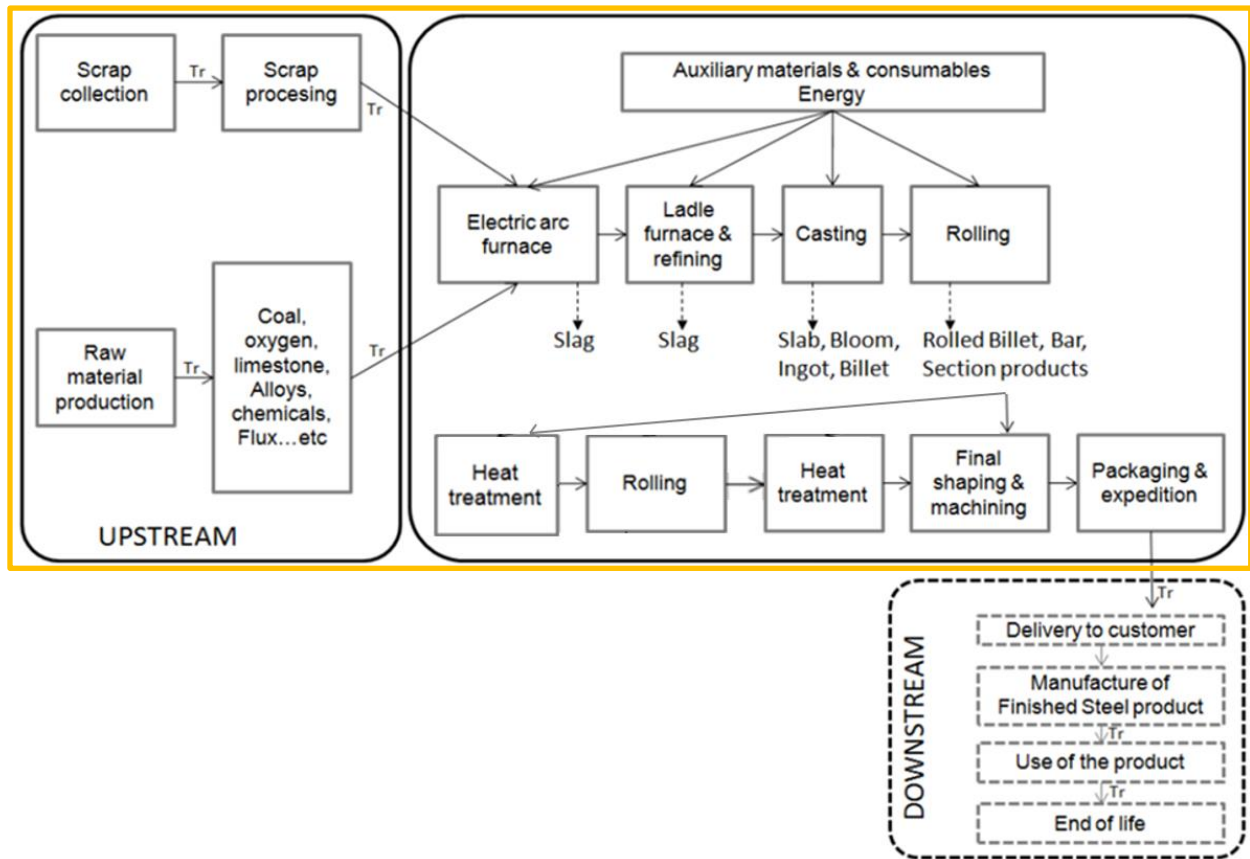 Scrap
collection
Tr
Scrap
procesing
Tr
Auxiliary materials & consumables
Energy
Electric arc
furnace
Ladle
furnace &
refining
Casting
Rolling
Raw
material
production
Tr
Coal,
oxygen,
limestone,
Alloys,
chemicals,
Flux...etc
Tr
Slag
Slag
Slab, Bloom,
Ingot, Billet
Rolled Billet, Bar,
Section products
Heat
treatment
Rolling
Heat
treatment
Final
shaping &
machining
Packaging &
expedition
UPSTREAM
Tr
DOWNSTREAM
Delivery to customer
Manufacture of
Finished Steel product
Tr
Use of the product
Tr
End of life